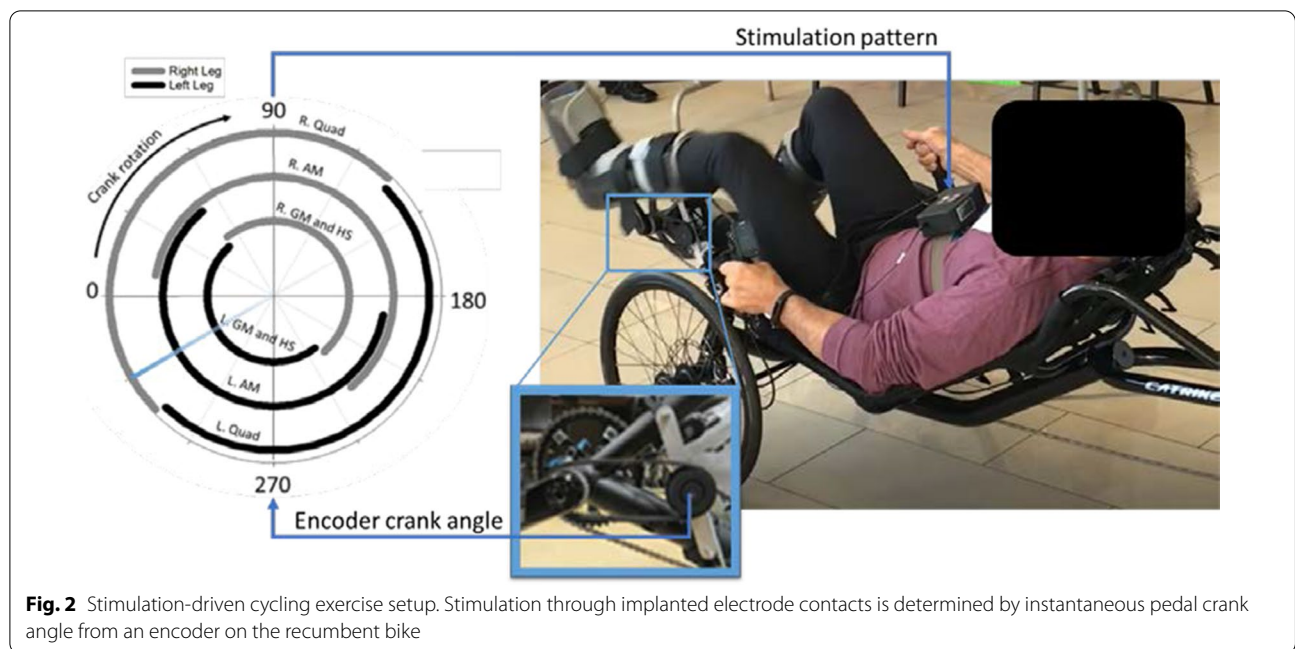 Stimulation pattern
Right Leg
Left Leg
90
Crank rotation
R. Quad
R. AM
R. GM and HS
0
180
L. GM and HS
L. AM
L. Quad
CATRIKE
270
Encoder crank angle
Fig. 2 Stimulation-driven cycling exercise setup. Stimulation through implanted electrode contacts is determined by instantaneous pedal crank
angle from an encoder on the recumbent bike